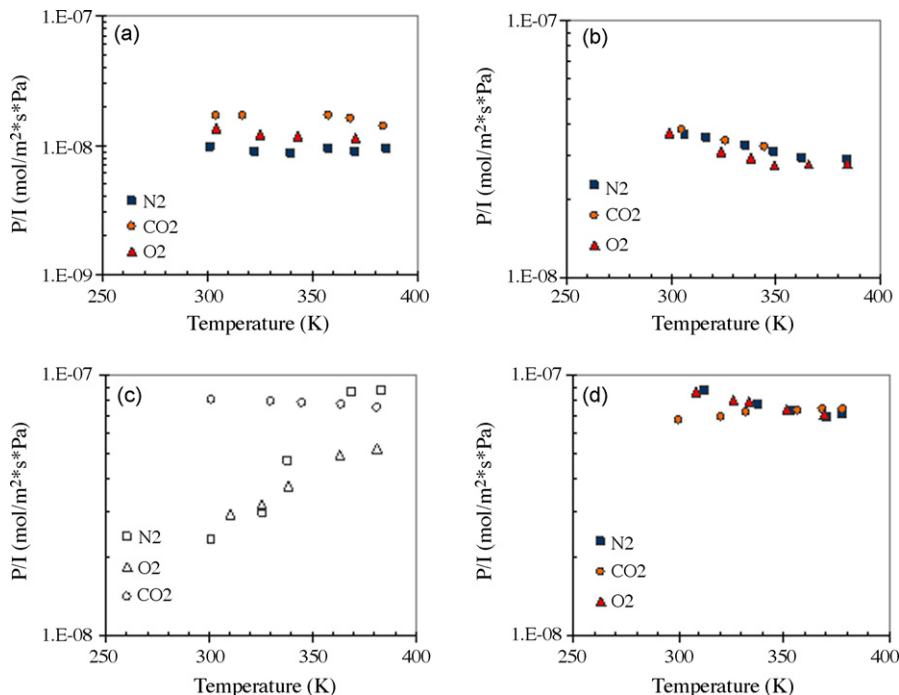 1.E-07
(a)
1.E-08
1.E-09
P/I (mol/m²*s*Pa)
N2
CO2
O2
250
300
350
400
Temperature (K)
1.E-07
(b)
1.E-08
P/I (mol/m²*s*Pa)
N2
CO2
O2
250
300
350
400
Temperature (K)
1.E-07
(c)
1.E-08
P/I (mol/m²*s*Pa)
N2
O2
CO2
250
300
350
400
Temperature (K)
1.E-07
(d)
1.E-08
P/I (mol/m²*s*Pa)
N2
CO2
O2
250
300
350
400
Temperature (K)